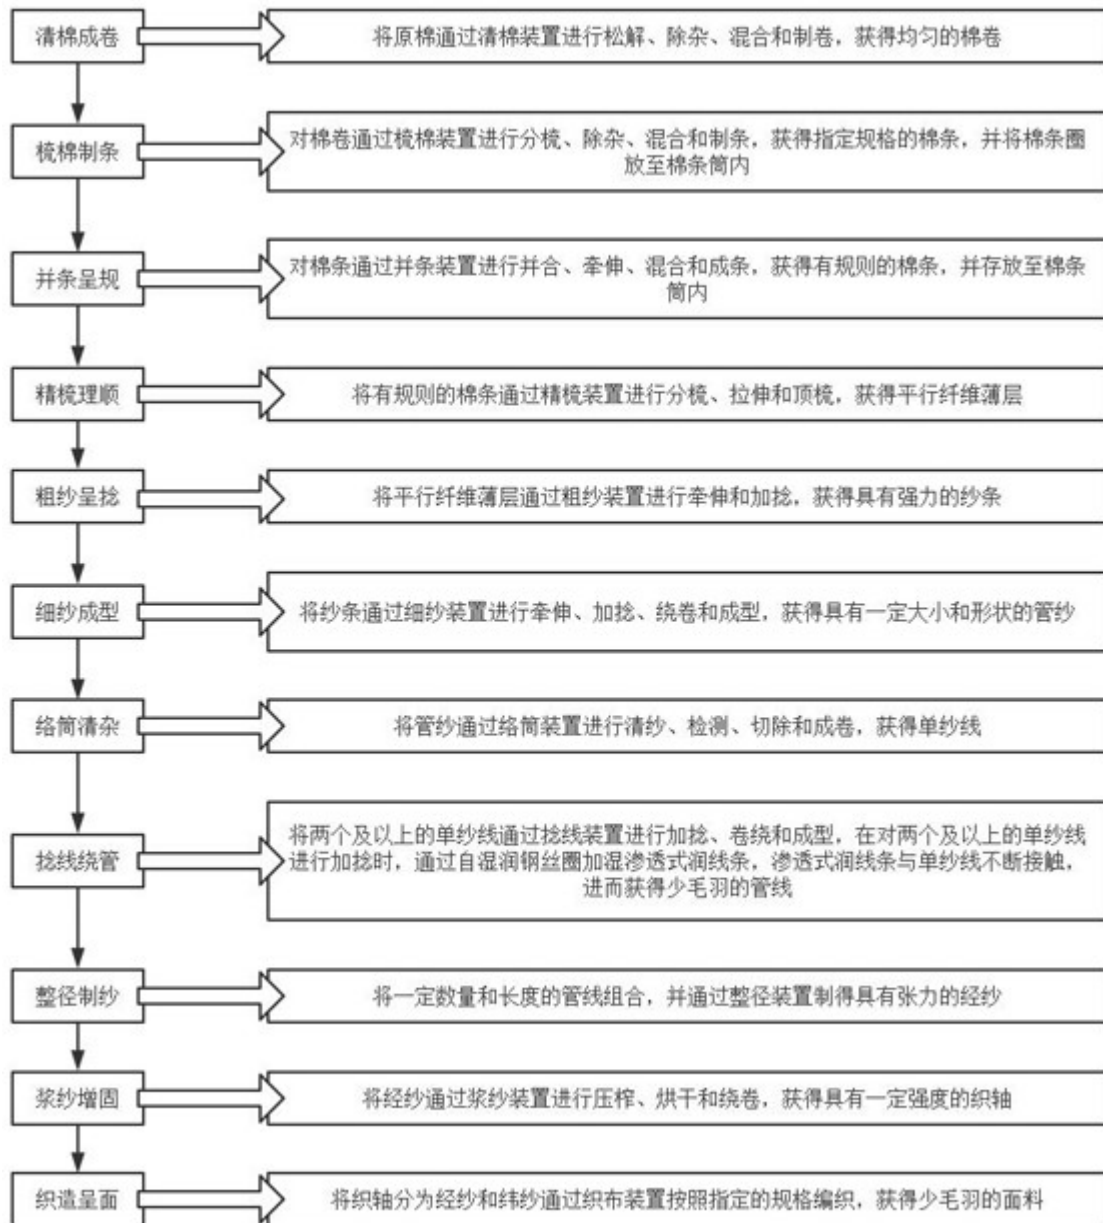 清棉成卷
将原棉通过清棉装置进行松解、除杂、混合和制卷，获得均匀的棉卷
梳棉制条
对棉卷通过梳棉装置进行分梳、除杂、混合和制条，获得指定规格的棉条，并将棉条圈
放至棉条筒内
并条呈规
对棉条通过并条装置进行并合、牵伸、混合和成条，获得有规则的棉条，并存放至棉条
筒内
精梳理顺
将有规则的棉条通过精梳装置进行分梳、拉伸和顶梳，获得平行纤维薄层
粗纱呈捻
将平行纤维薄层通过粗纱装置进行牵伸和加捻，获得具有强力的纱条
细纱成型
将纱条通过细纱装置进行牵伸、加捻、绕卷和成型，获得具有一定大小和形状的管纱
络筒清杂
将管纱通过络筒装置进行清纱、检测、切除和成卷，获得单纱线
捻线绕管
将两个及以上的单纱线通过捻线装置进行加捻、卷绕和成型，在对两个及以上的单纱线
进行加捻时，通过自湿润钢丝圈加湿渗透式润线条，渗透式润线条与单纱线不断接触，
进而获得少毛羽的管线
整径制纱
将一定数量和长度的管线组合，并通过整径装置制得具有张力的经纱
浆纱增固
将经纱通过浆纱装置进行压榨、烘干和绕卷，获得具有一定强度的织轴
织造呈面
将织轴分为经纱和纬纱通过织布装置按照指定的规格编织，获得少毛羽的面料